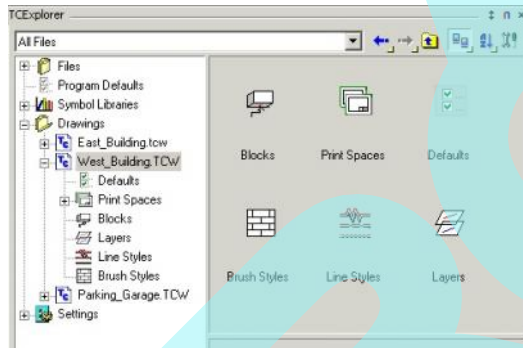 TCExplorer
All Files
Files
Program Defaults
Symbol Libraries
Drawings
East_Building.tcw
West_Building.TCW
Defaults
Print Spaces
Blocks
Layers
Line Styles
Brush Styles
Parking_Garage.TCW
Settings
Blocks Print Spaces Defaults
Brush Styles Line Styles Layers